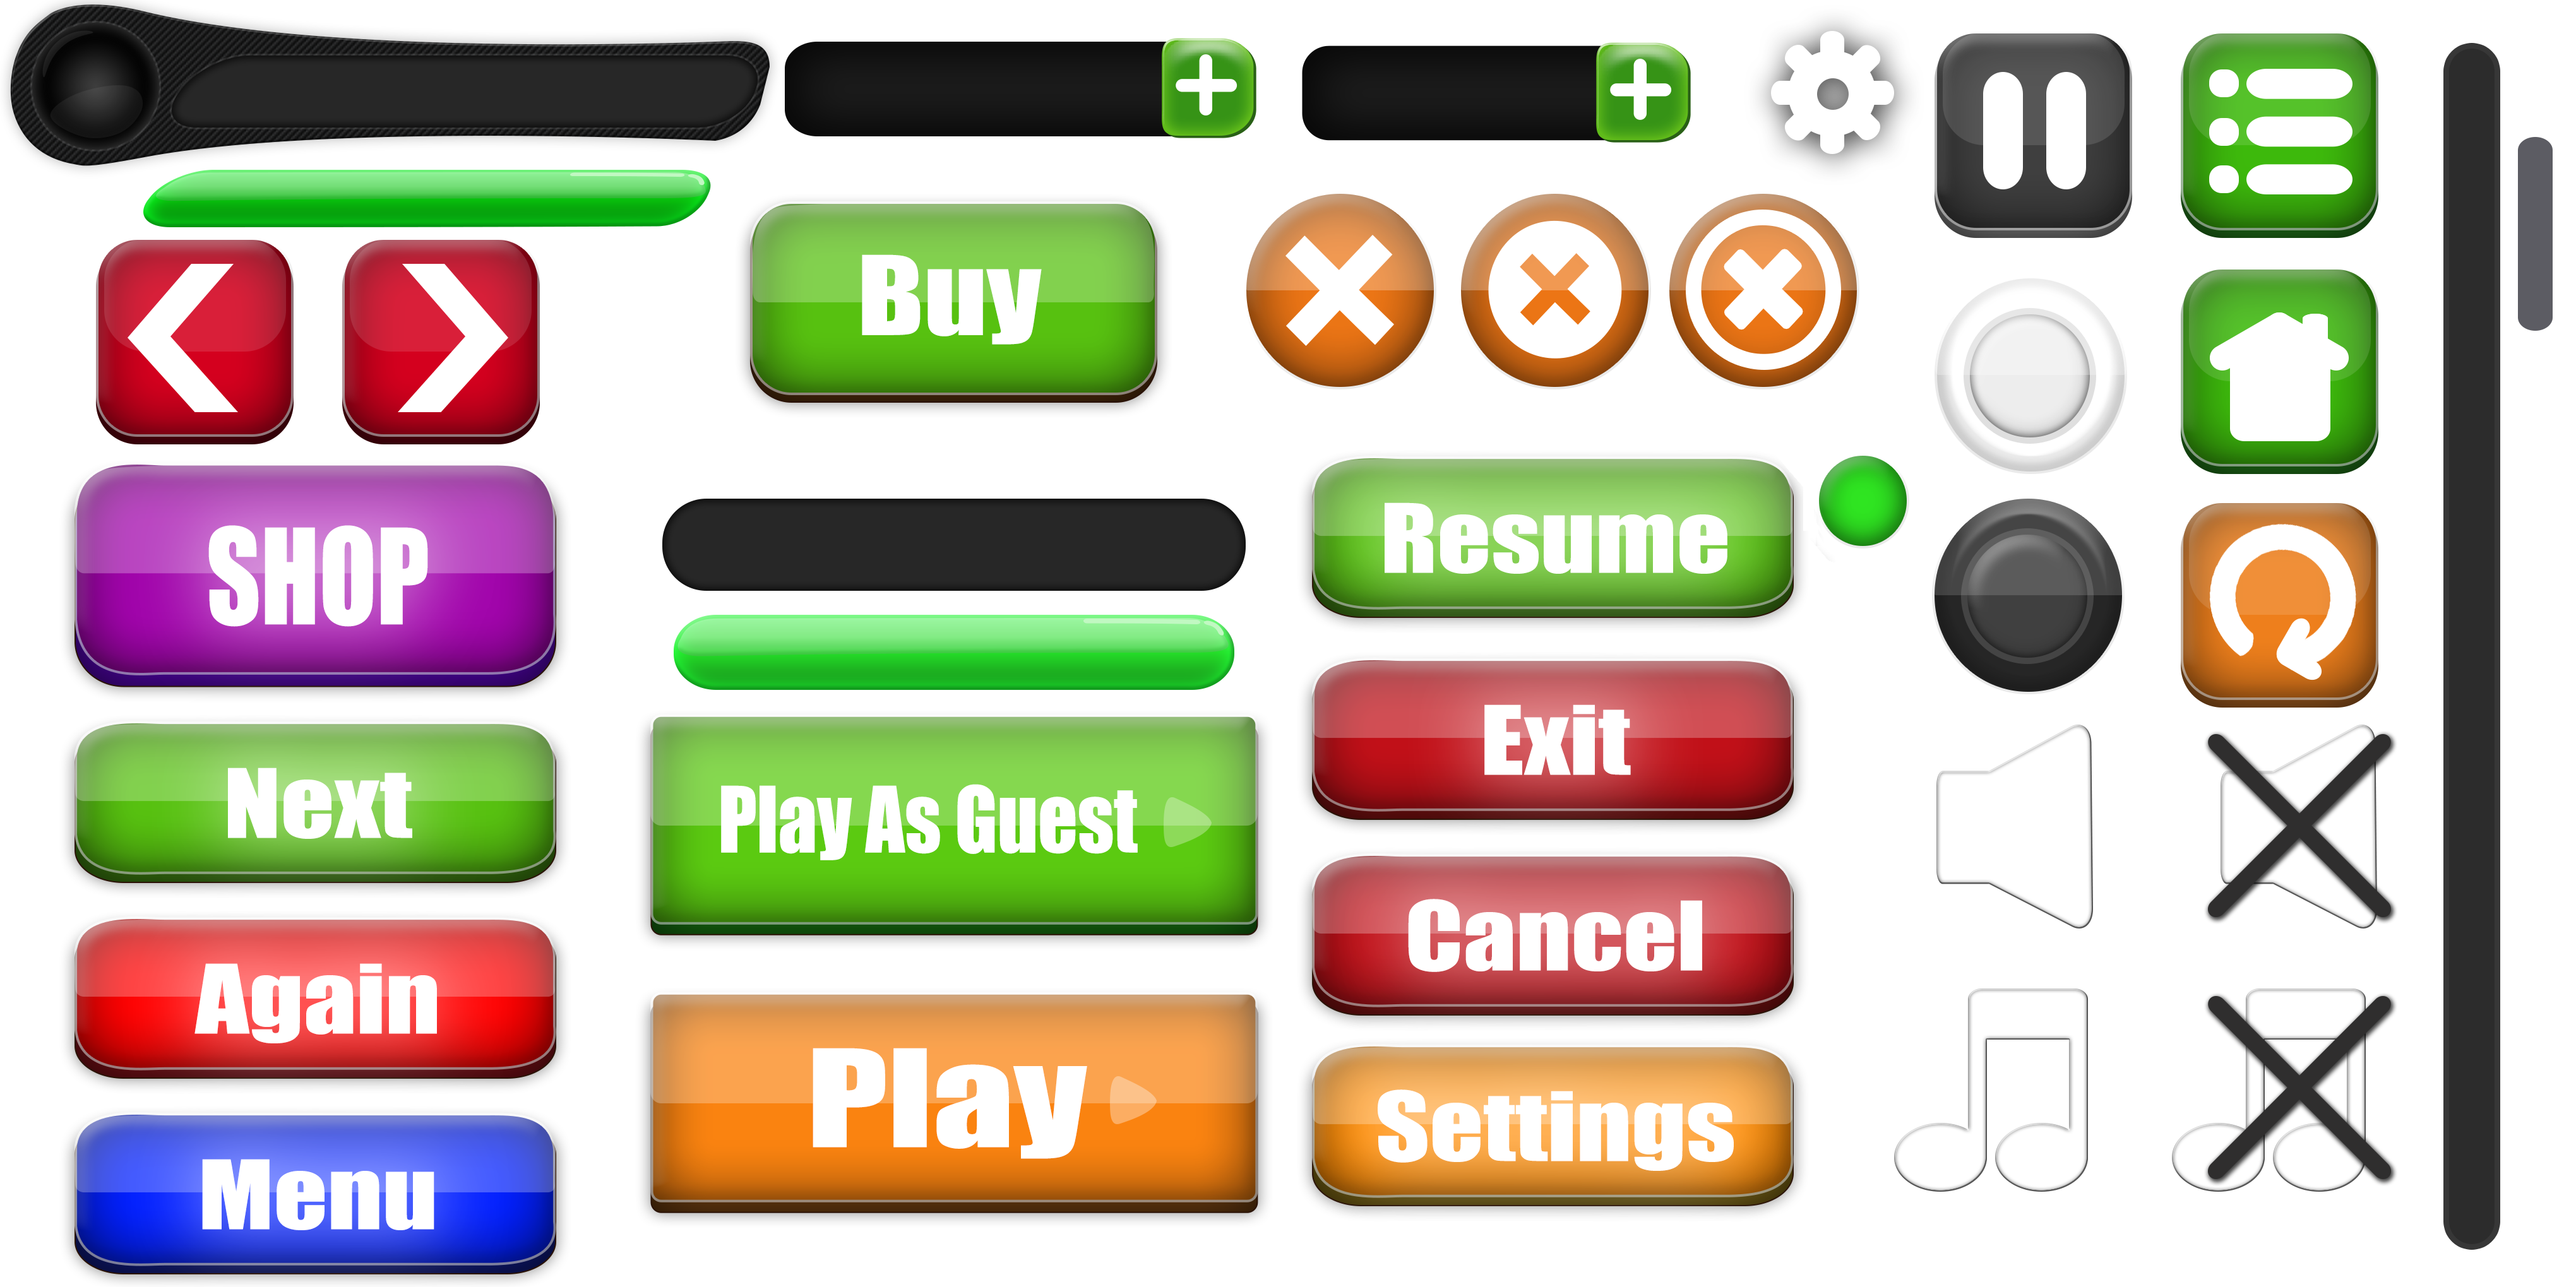 Buy
SHOP
Resume
Next
Exit
Play As Guest
Again
Cancel
Play
Settings
Menu